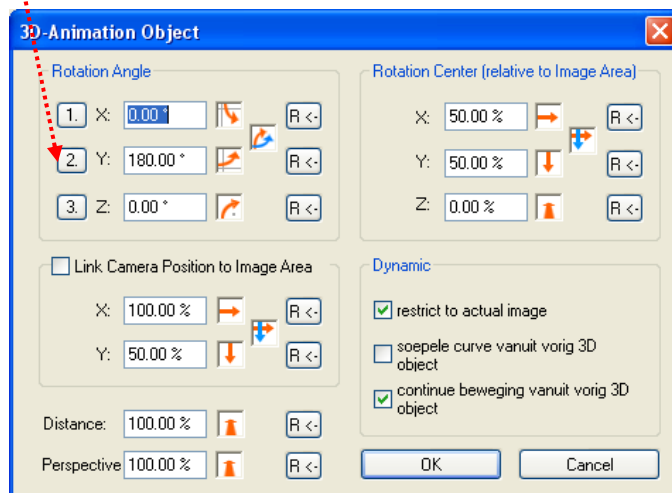 3D-Animation Object
Rotation Angle
1. X: 0.00 ° R <-
2. Y: 180.00 ° R <-
3. Z: 0.00 ° R <-
Rotation Center (relative to Image Area)
X: 50.00 % R <-
Y: 50.00 % R <-
Z: 0.00 % R <-
Link Camera Position to Image Area
X: 100.00 % R <-
Y: 50.00 % R <-
Dynamic
restrict to actual image
soepele curve vanuit vorig 3D
object
continue beweging vanuit vorig 3D
object
Distance: 100.00 % R <-
Perspective 100.00 % R <-
OK Cancel